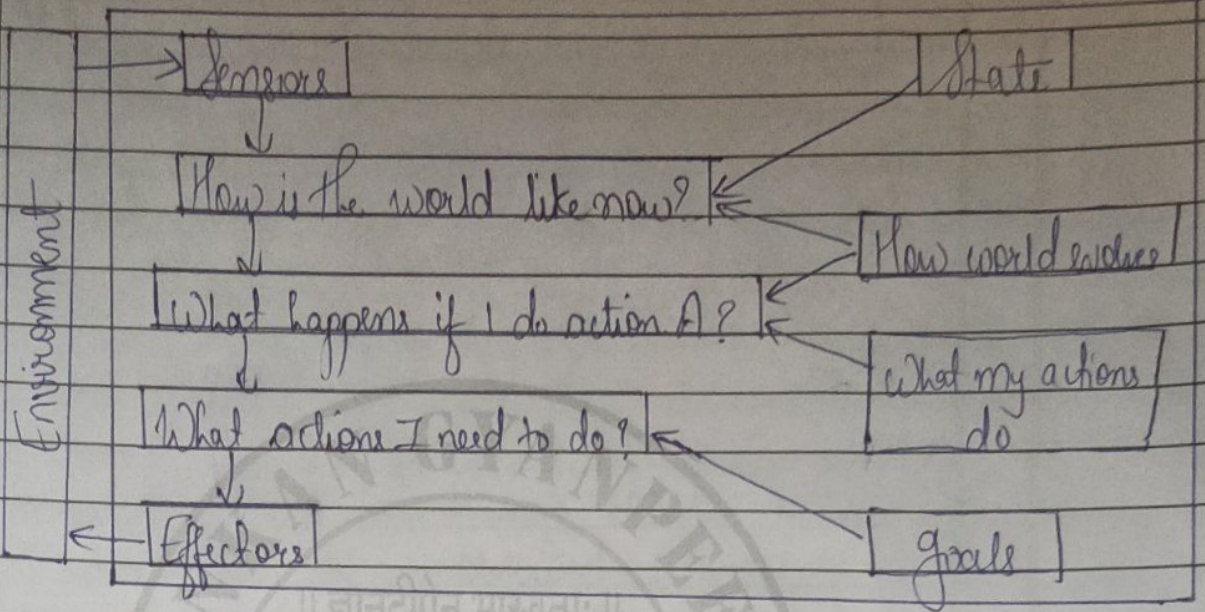 Sensors
State
How is the world like now?
How world evolves
What happens if I do action A?
What my actions
do
What actions I need to do?
Effectors
Goals
Environment
GYANPE